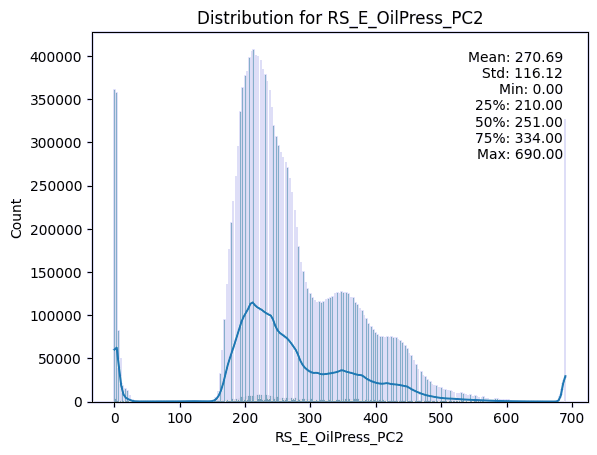 Distribution for RS_E_OilPress_PC2
Mean: 270.69
Std: 116.12
Min: 0.00
25%: 210.00
50%: 251.00
75%: 334.00
Max: 690.00
400000
350000
300000
250000
200000
150000
100000
50000
0
Count
0 100 200 300 400 500 600 700
RS_E_OilPress_PC2